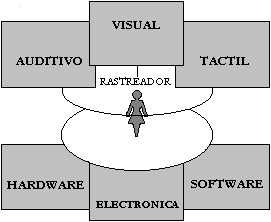 VISUAL
AUDITIVO
TACTIL
RASTREADOR
HARDWARE
SOFTWARE
ELECTRONICA